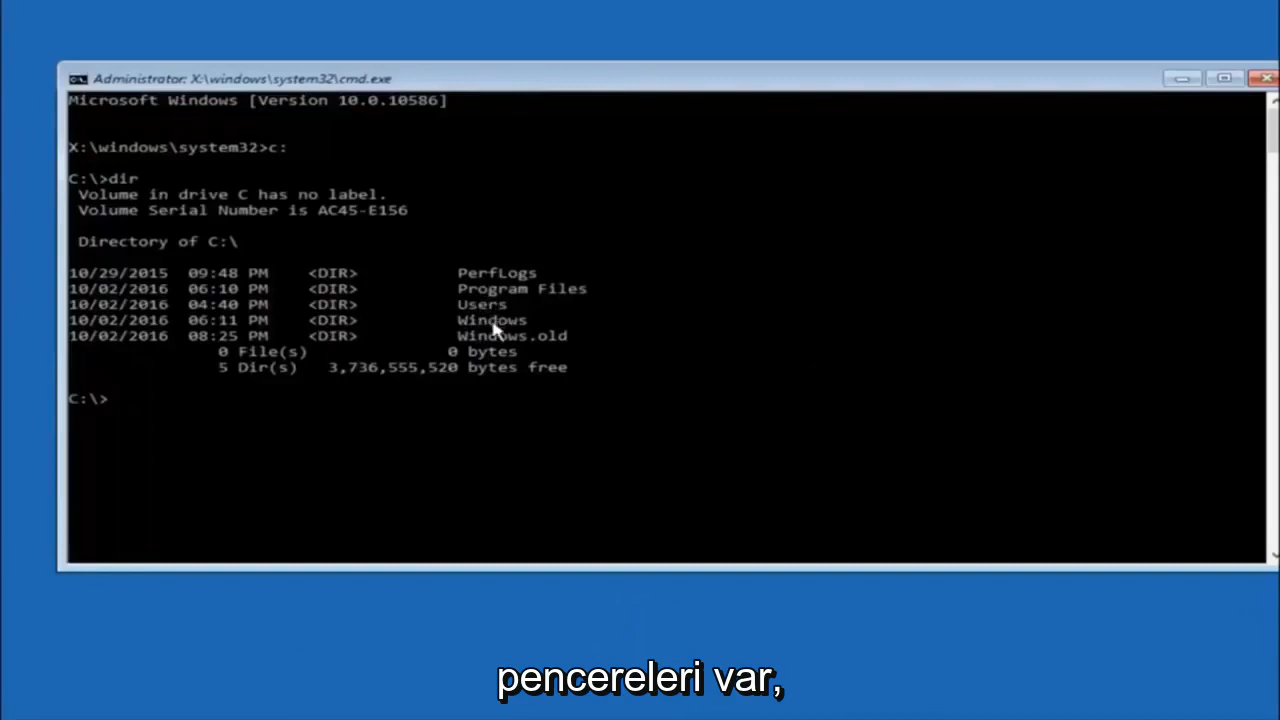 Administrator: X:\windows\system32\cmd.exe
Microsoft Windows [Version 10.0.10586]
X:\windows\system32>c:
C:\>dir
Volume in drive C has no label.
Volume Serial Number is AC45-E156
Directory of C:\
10/29/2015 09:48 PM <DIR> PerfLogs
10/02/2016 06:10 PM <DIR> Program Files
10/02/2016 04:40 PM <DIR> Users
10/02/2016 06:11 PM <DIR> Windows
10/02/2016 08:25 PM <DIR> Windows.old
0 File(s) 0 bytes
5 Dir(s) 3,736,555,520 bytes free
C:\>
pencereleri var,